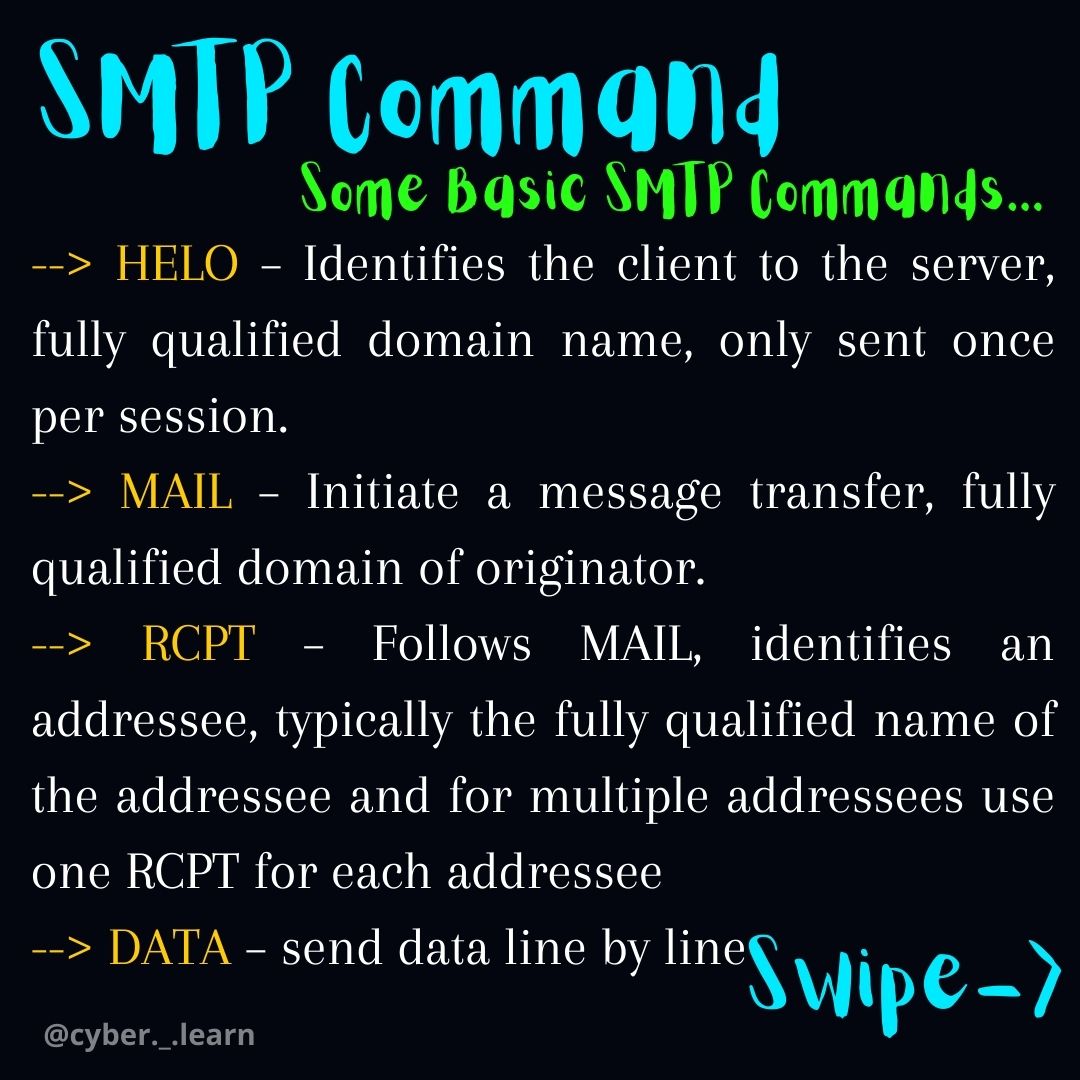 SMTP Command
Some Basic SMTP Commands...
--> HELO – Identifies the client to the server,
fully qualified domain name, only sent once
per session.
--> MAIL – Initiate a message transfer, fully
qualified domain of originator.
--> RCPT – Follows MAIL, identifies an
addressee, typically the fully qualified name of
the addressee and for multiple addressees use
one RCPT for each addressee
--> DATA – send data line by line
Swipe->
@cyber._.learn